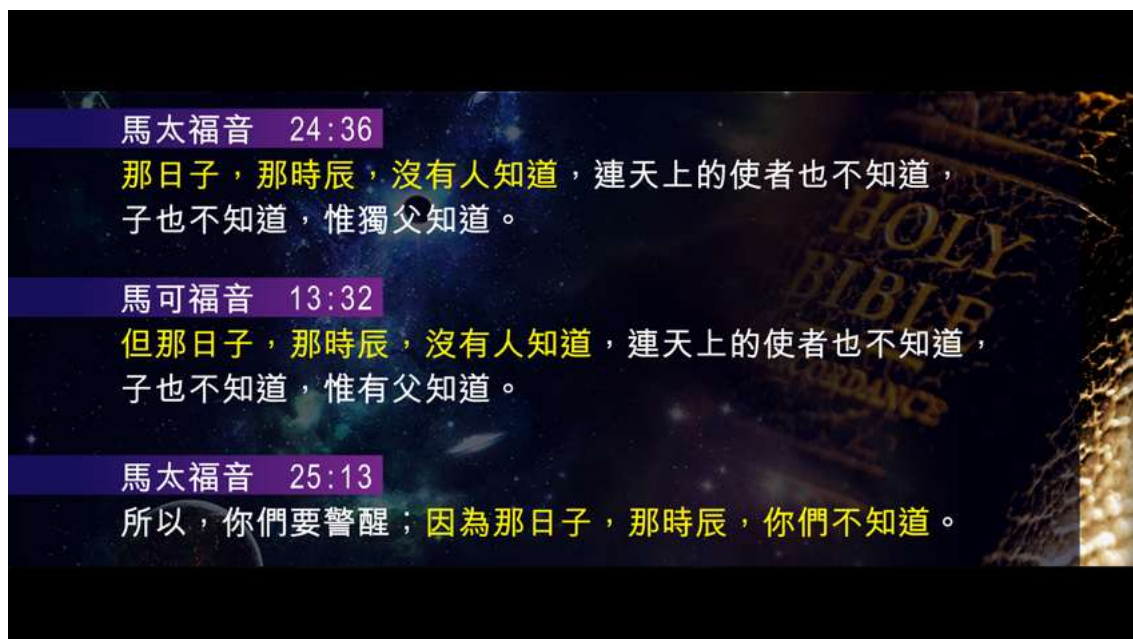 馬太福音 24:36
那日子,那時辰,沒有人知道,連天上的使者也不知道,
子也不知道,惟獨父知道。
馬可福音 13:32
但那日子,那時辰,沒有人知道,連天上的使者也不知道,
子也不知道,惟有父知道。
馬太福音 25:13
所以,你們要警醒;因為那日子,那時辰,你們不知道。
HOLY
BIBLE